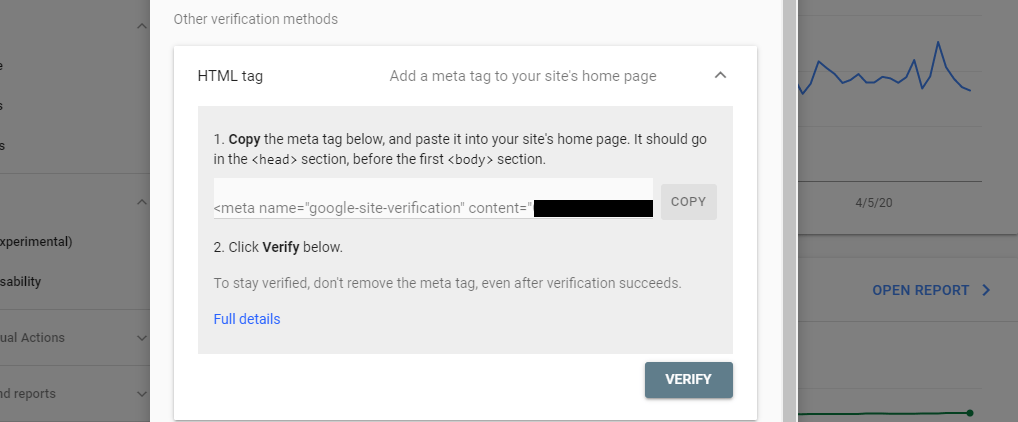 Other verification methods
HTML tag
Add a meta tag to your site's home page
1. Copy the meta tag below, and paste it into your site's home page. It should go
in the <head> section, before the first <body> section.
<meta name="google-site-verification" content="
COPY
2. Click Verify below.
To stay verified, don't remove the meta tag, even after verification succeeds.
Full details
VERIFY
xperimental)
sability
ual Actions
nd reports
4/5/20
OPEN REPORT